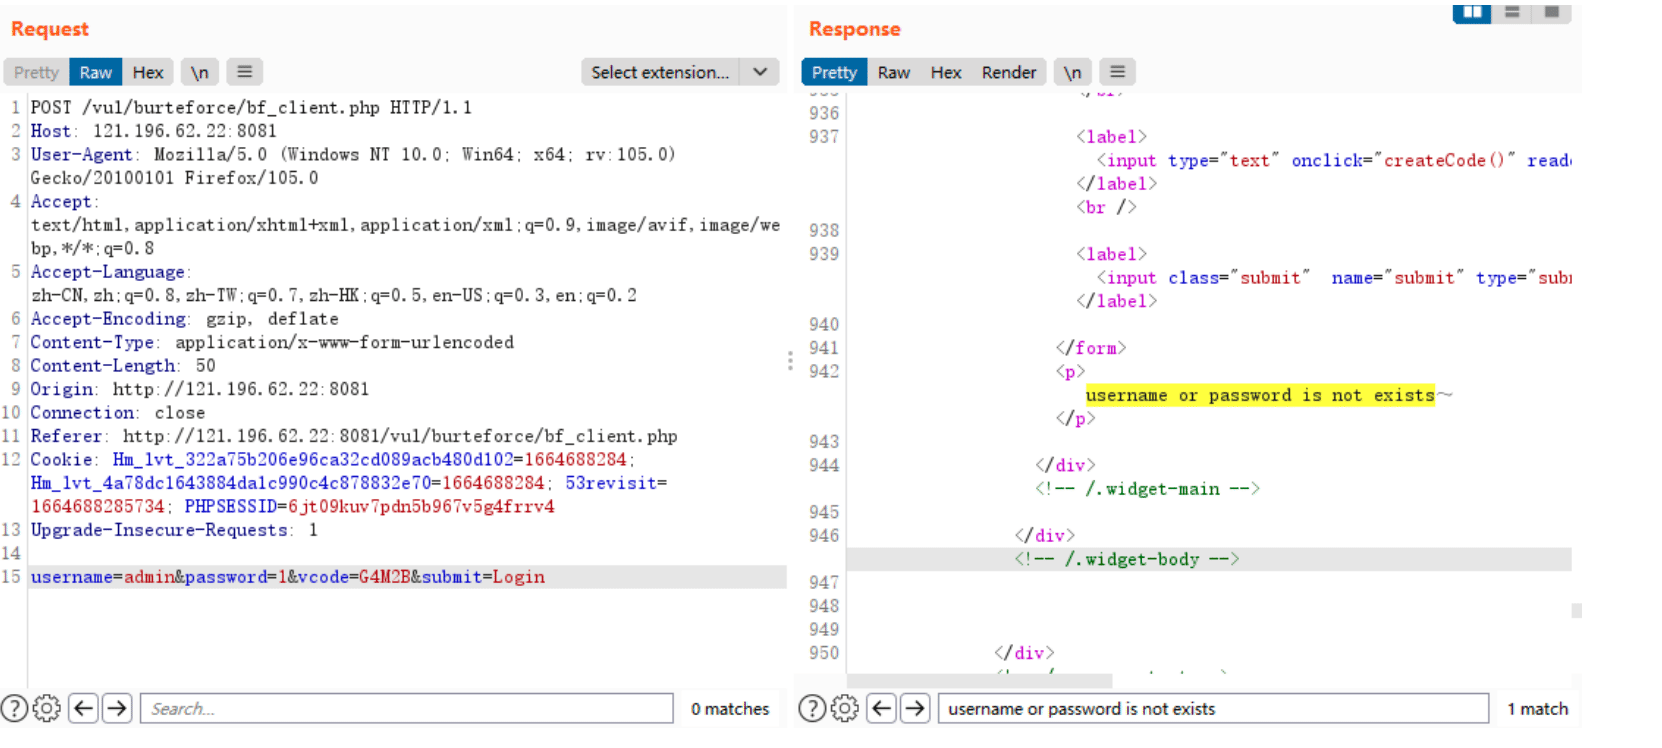 Request
Pretty Raw Hex \n Select extension...
1 POST /vul/burteforce/bf_client.php HTTP/1.1
2 Host: 121.196.62.22:8081
3 User-Agent: Mozilla/5.0 (Windows NT 10.0; Win64; x64; rv:105.0)
Gecko/20100101 Firefox/105.0
4 Accept:
text/html,application/xhtml+xml,application/xml;q=0.9,image/avif,image/we
bp,*/*;q=0.8
5 Accept-Language:
zh-CN,zh;q=0.8,zh-TW;q=0.7,zh-HK;q=0.5,en-US;q=0.3,en;q=0.2
6 Accept-Encoding: gzip, deflate
7 Content-Type: application/x-www-form-urlencoded
8 Content-Length: 50
9 Origin: http://121.196.62.22:8081
10 Connection: close
11 Referer: http://121.196.62.22:8081/vul/burteforce/bf_client.php
12 Cookie: Hm_lvt_322a75b206e96ca32cd089acb480d102=1664688284;
Hm_lvt_4a78dc1643884da1c990c4c878832e70=1664688284; 53revisit=
1664688285734; PHPSESSID=6jt09kuv7pdn5b967v5g4frrv4
13 Upgrade-Insecure-Requests: 1
14
15 username=admin&password=1&vcode=G4M2B&submit=Login
Search... 0 matches
Response
Pretty Raw Hex Render \n
936
937 <label>
<input type="text" onclick="createCode()" reado
</label>
<br />
938
939 <label>
<input class="submit" name="submit" type="subm
</label>
940
941 </form>
942 <p>
username or password is not exists～
</p>
943
944 </div>
<!-- /.widget-main -->
945
946 </div>
<!-- /.widget-body -->
947
948
949
950 </div>
username or password is not exists 1 match